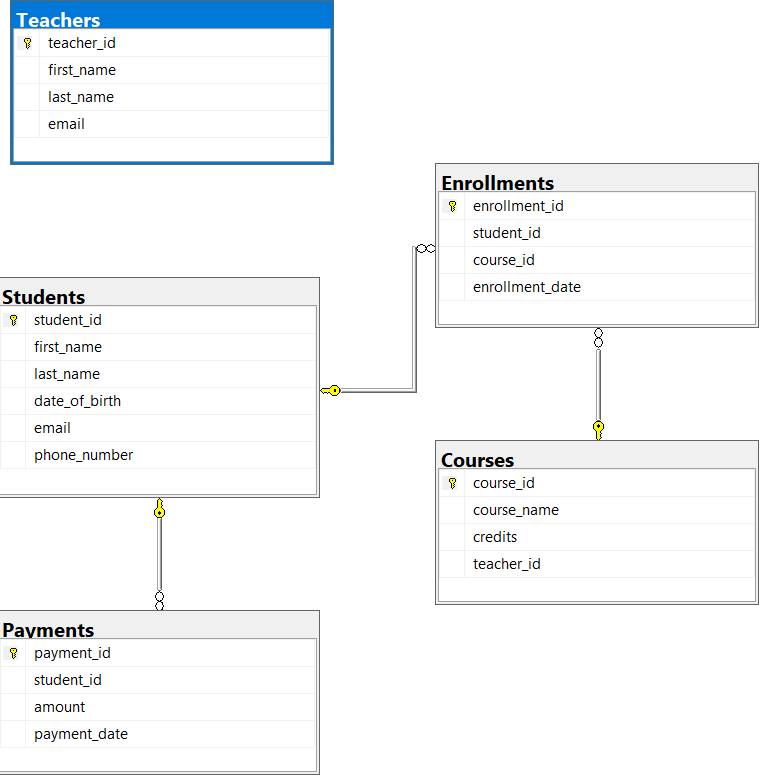 Teachers
teacher_id
first_name
last_name
email
Enrollments
enrollment_id
student_id
course_id
enrollment_date
Students
student_id
first_name
last_name
date_of_birth
email
phone_number
Courses
course_id
course_name
credits
teacher_id
Payments
payment_id
student_id
amount
payment_date